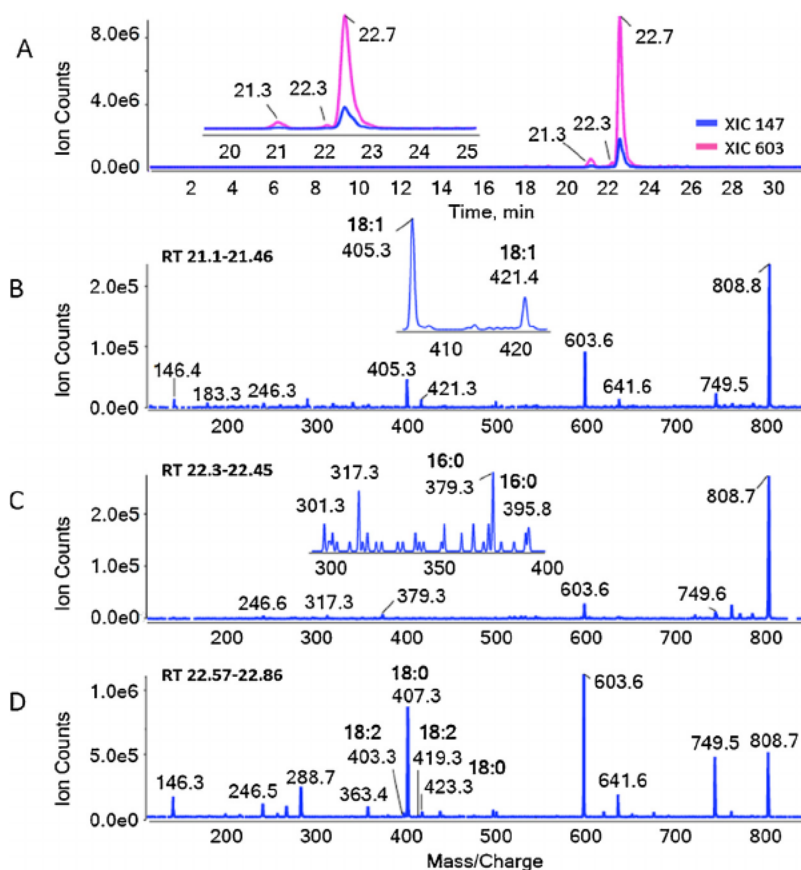 A
Ion Counts
8.0e6
4.0e6
0.0e0
22.7
21.3
22.3
20 21 22 23 24 25
22.7
21.3
22.3
XIC 147
XIC 603
2 4 6 8 10 12 14 16 18 20 22 24 26 28 30
Time, min
B
Ion Counts
2.0e5
1.0e5
0.0e0
RT 21.1-21.46
18:1
405.3
18:1
421.4
410 420
146.4
183.3
246.3
405.3
421.3
603.6
641.6
749.5
808.8
200 300 400 500 600 700 800
C
Ion Counts
2.0e5
1.0e5
0.0e0
RT 22.3-22.45
301.3
317.3
16:0
379.3
16:0
395.8
300 350 400
246.6
317.3
379.3
603.6
749.6
808.7
200 300 400 500 600 700 800
D
Ion Counts
1.0e6
5.0e5
0.0e0
RT 22.57-22.86
18:0
407.3
18:2
403.3
18:2
419.3
18:0
423.3
146.3
246.5
288.7
363.4
603.6
641.6
749.5
808.7
200 300 400 500 600 700 800
Mass/Charge